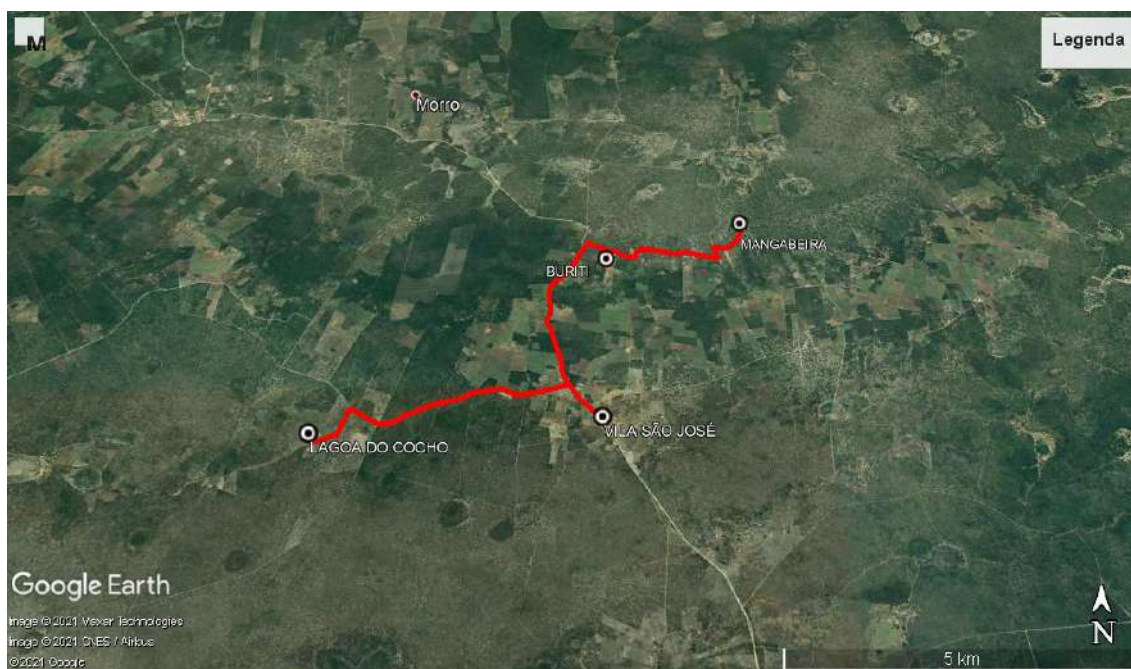 M
Legenda
Morro
MANGABEIRA
BURITI
VILA SÃO JOSÉ
LAGOA DO COCHO
Google Earth
Image © 2021 Maxar Technologies
Image © 2021 CNES / Airbus
© 2021 Google
N
5 km